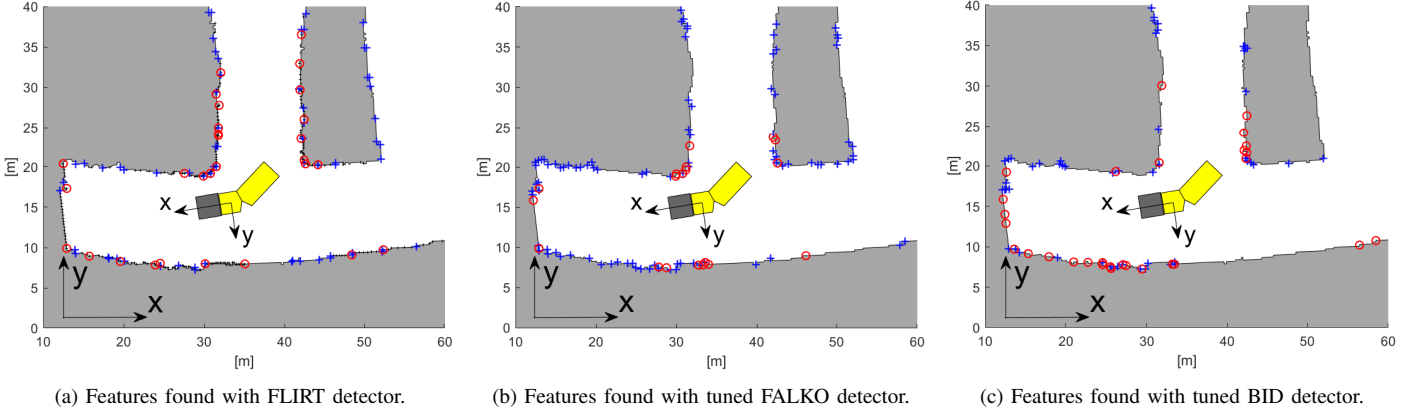 40
35
30
25
[m]
20
15
10
5
0
10 20 30 40 50 60
[m]
x
y
y
x
(a) Features found with FLIRT detector.
40
35
30
25
[m]
20
15
10
5
0
10 20 30 40 50 60
[m]
x
y
y
x
(b) Features found with tuned FALKO detector.
40
35
30
25
[m]
20
15
10
5
0
10 20 30 40 50 60
[m]
x
y
y
x
(c) Features found with tuned BID detector.